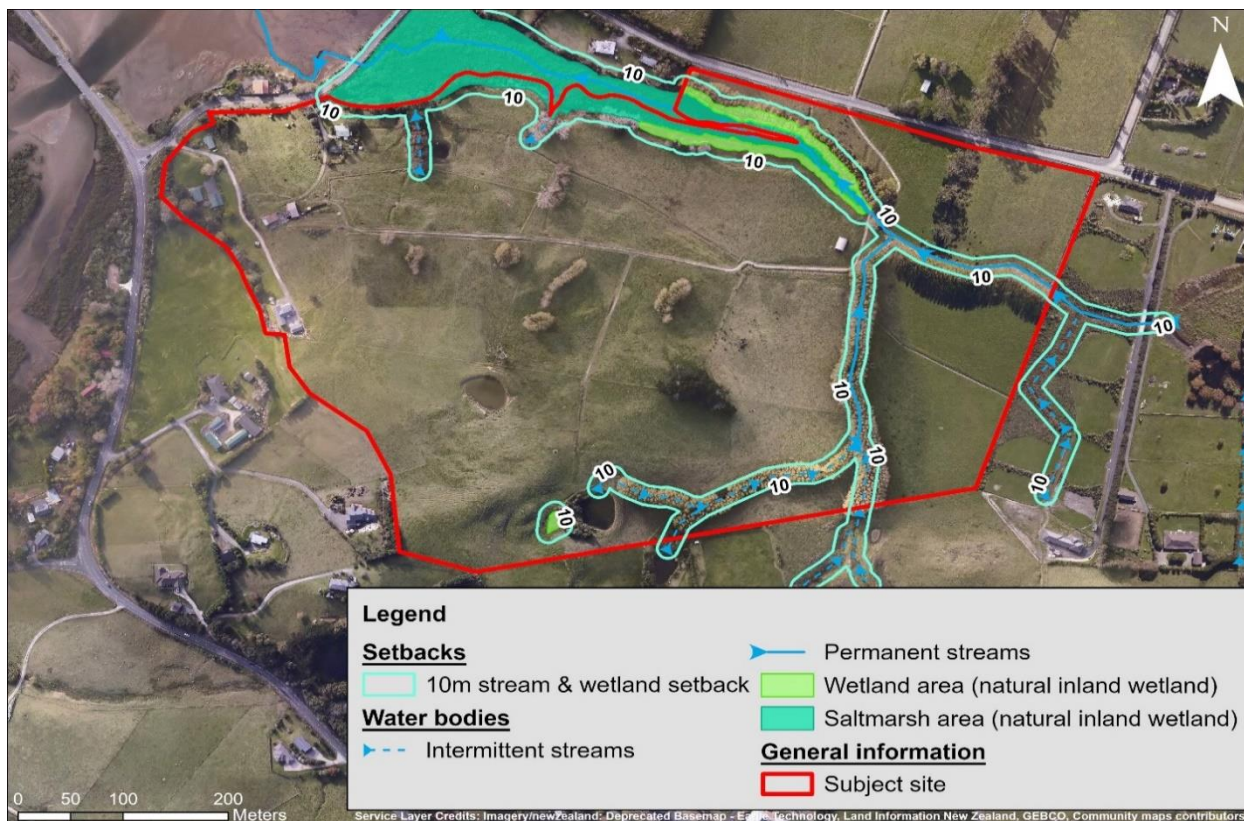 N
10
10
10
10
10
10
10
10
10
10
10
10
10
10
Legend
Setbacks
10m stream & wetland setback
Water bodies
Intermittent streams
Permanent streams
Wetland area (natural inland wetland)
Saltmarsh area (natural inland wetland)
General information
Subject site
0 50 100 200
Meters
Service Layer Credits: Imagery/newzealand: Deprecated Basemap - Eagle Technology, Land Information New Zealand, GEBCO, Community maps contributors